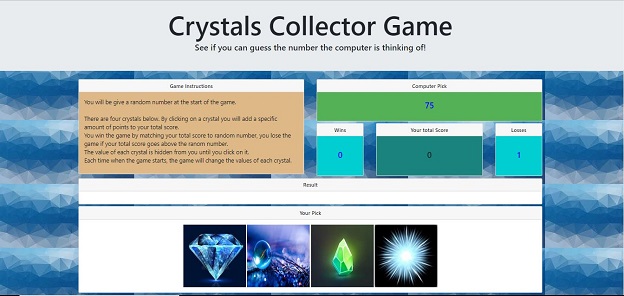 Crystals Collector Game
See if you can guess the number the computer is thinking of!
Game Instructions
You will be give a random number at the start of the game.
There are four crystals below. By clicking on a crystal you will add a specific
amount of points to your total score.
You win the game by matching your total score to random number, you lose the
game if your total score goes above the ranom number.
The value of each crystal is hidden from you until you click on it.
Each time when the game starts, the game will change the values of each crystal.
Computer Pick
75
Wins
Your total Score
Losses
0
0
1
Result
Your Pick